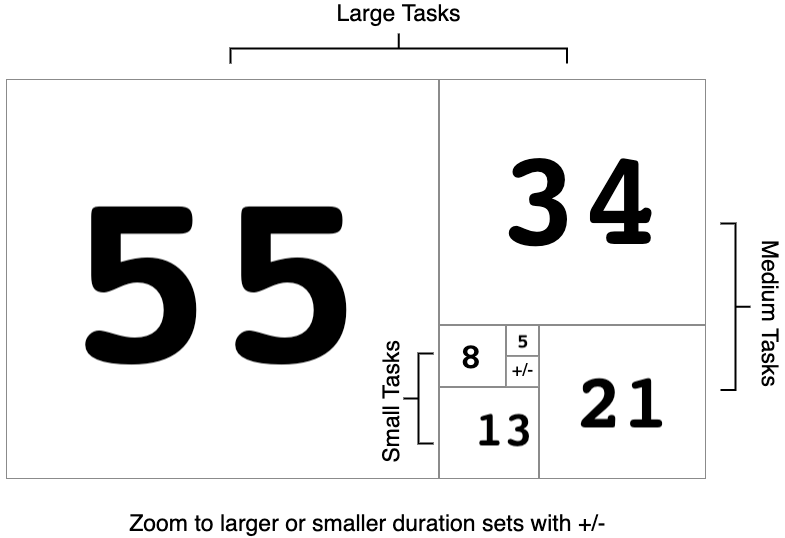 Large Tasks
55
34
Medium Tasks
Small Tasks
8
5
+/-
13
21
Zoom to larger or smaller duration sets with +/-